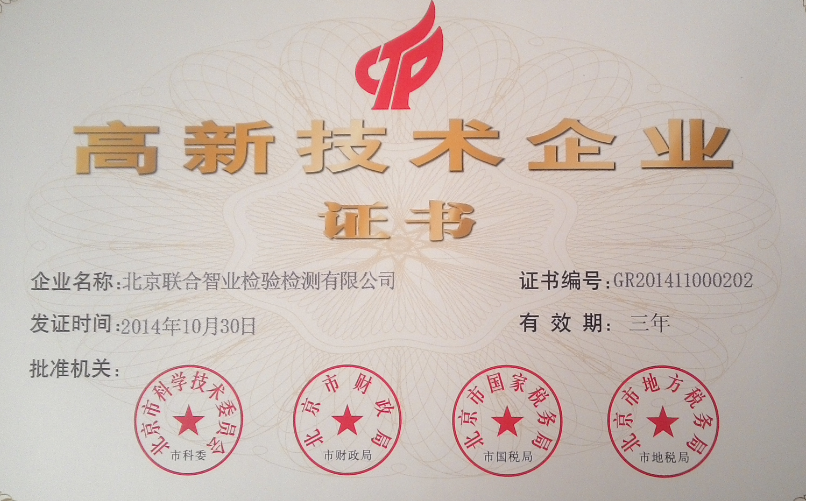 高新技术企业
证书
企业名称:北京联合智业检验检测有限公司
证书编号:GR201411000202
发证时间:2014年10月30日
有效期:三年
批准机关:
北京市科学技术委员会
市科委
北京市财政局
市财政局
北京市国家税务局
市国税局
北京市地方税务局
市地税局